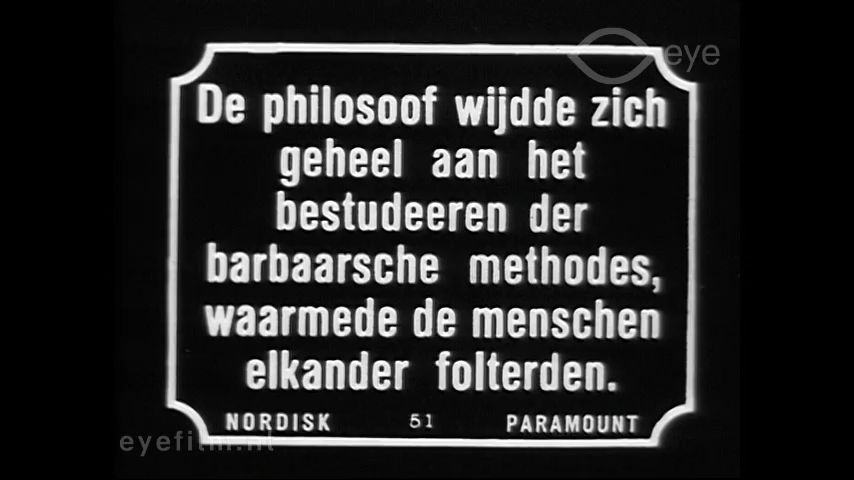 eye
De philosoof wijdde zich
geheel aan het
bestudeeren der
barbaarsche methodes,
waarmede de menschen
elkander folterden.
NORDISK 51 PARAMOUNT
eyefilm.nl